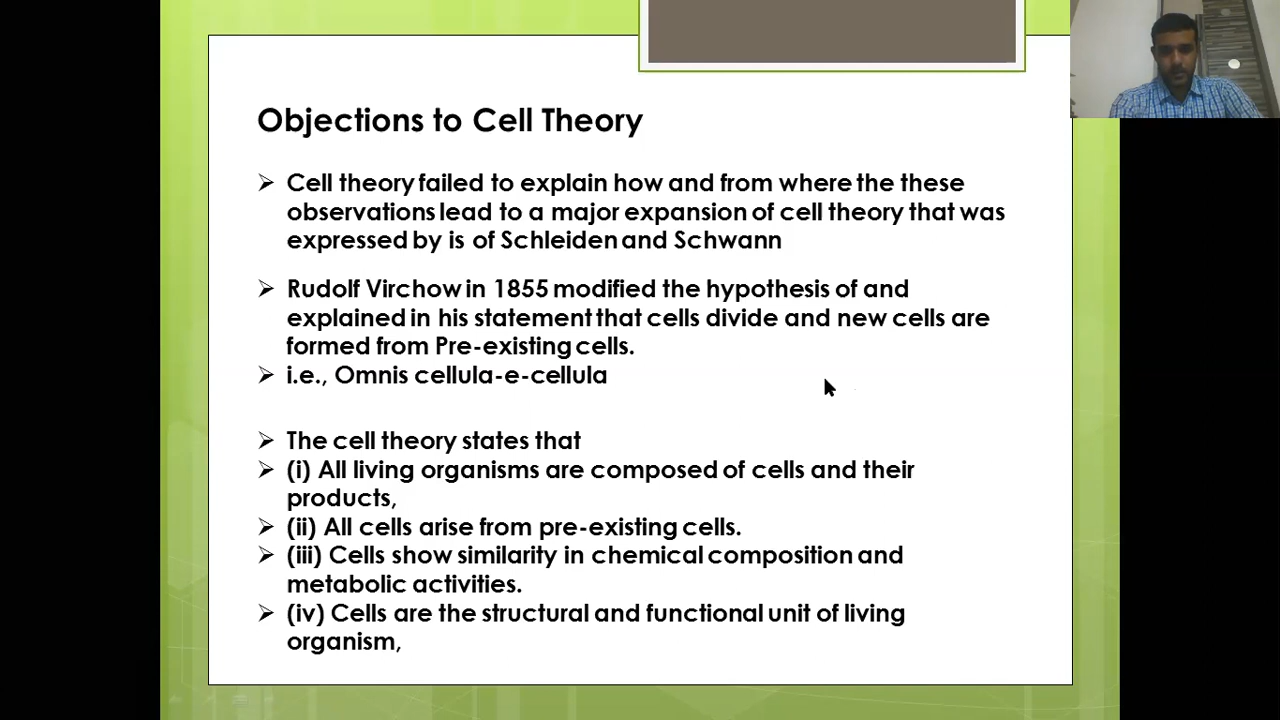 Objections to Cell Theory
➢ Cell theory failed to explain how and from where the these
observations lead to a major expansion of cell theory that was
expressed by is of Schleiden and Schwann
➢ Rudolf Virchow in 1855 modified the hypothesis of and
explained in his statement that cells divide and new cells are
formed from Pre-existing cells.
➢ i.e., Omnis cellula-e-cellula
➢ The cell theory states that
➢ (i) All living organisms are composed of cells and their
products,
➢ (ii) All cells arise from pre-existing cells.
➢ (iii) Cells show similarity in chemical composition and
metabolic activities.
➢ (iv) Cells are the structural and functional unit of living
organism,